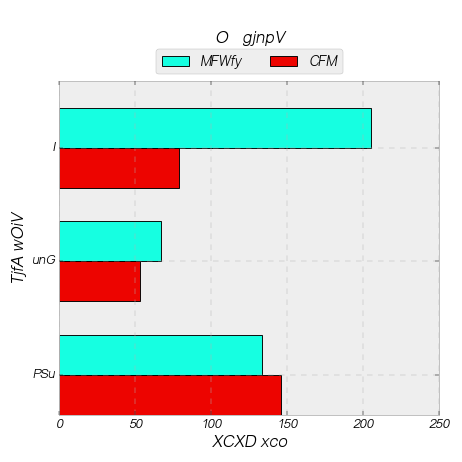 O gjnpV
MFWfy CFM
I
unG
PSu
TjfA wOiV
0 50 100 150 200 250
XCXD xco